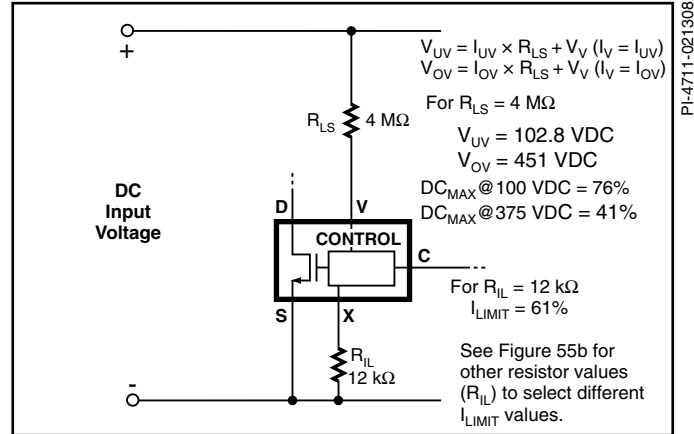 +
V_UV = I_UV × R_LS + V_V (I_V = I_UV)
V_OV = I_OV × R_LS + V_V (I_V = I_OV)
For R_LS = 4 MΩ
V_UV = 102.8 VDC
V_OV = 451 VDC
DC_MAX@100 VDC = 76%
DC_MAX@375 VDC = 41%
R_LS 4 MΩ
DC
Input
Voltage
D
V
CONTROL
C
S
X
For R_IL = 12 kΩ
I_LIMIT = 61%
R_IL
12 kΩ
See Figure 55b for
other resistor values
(R_IL) to select different
I_LIMIT values.
-
PI-4711-021308